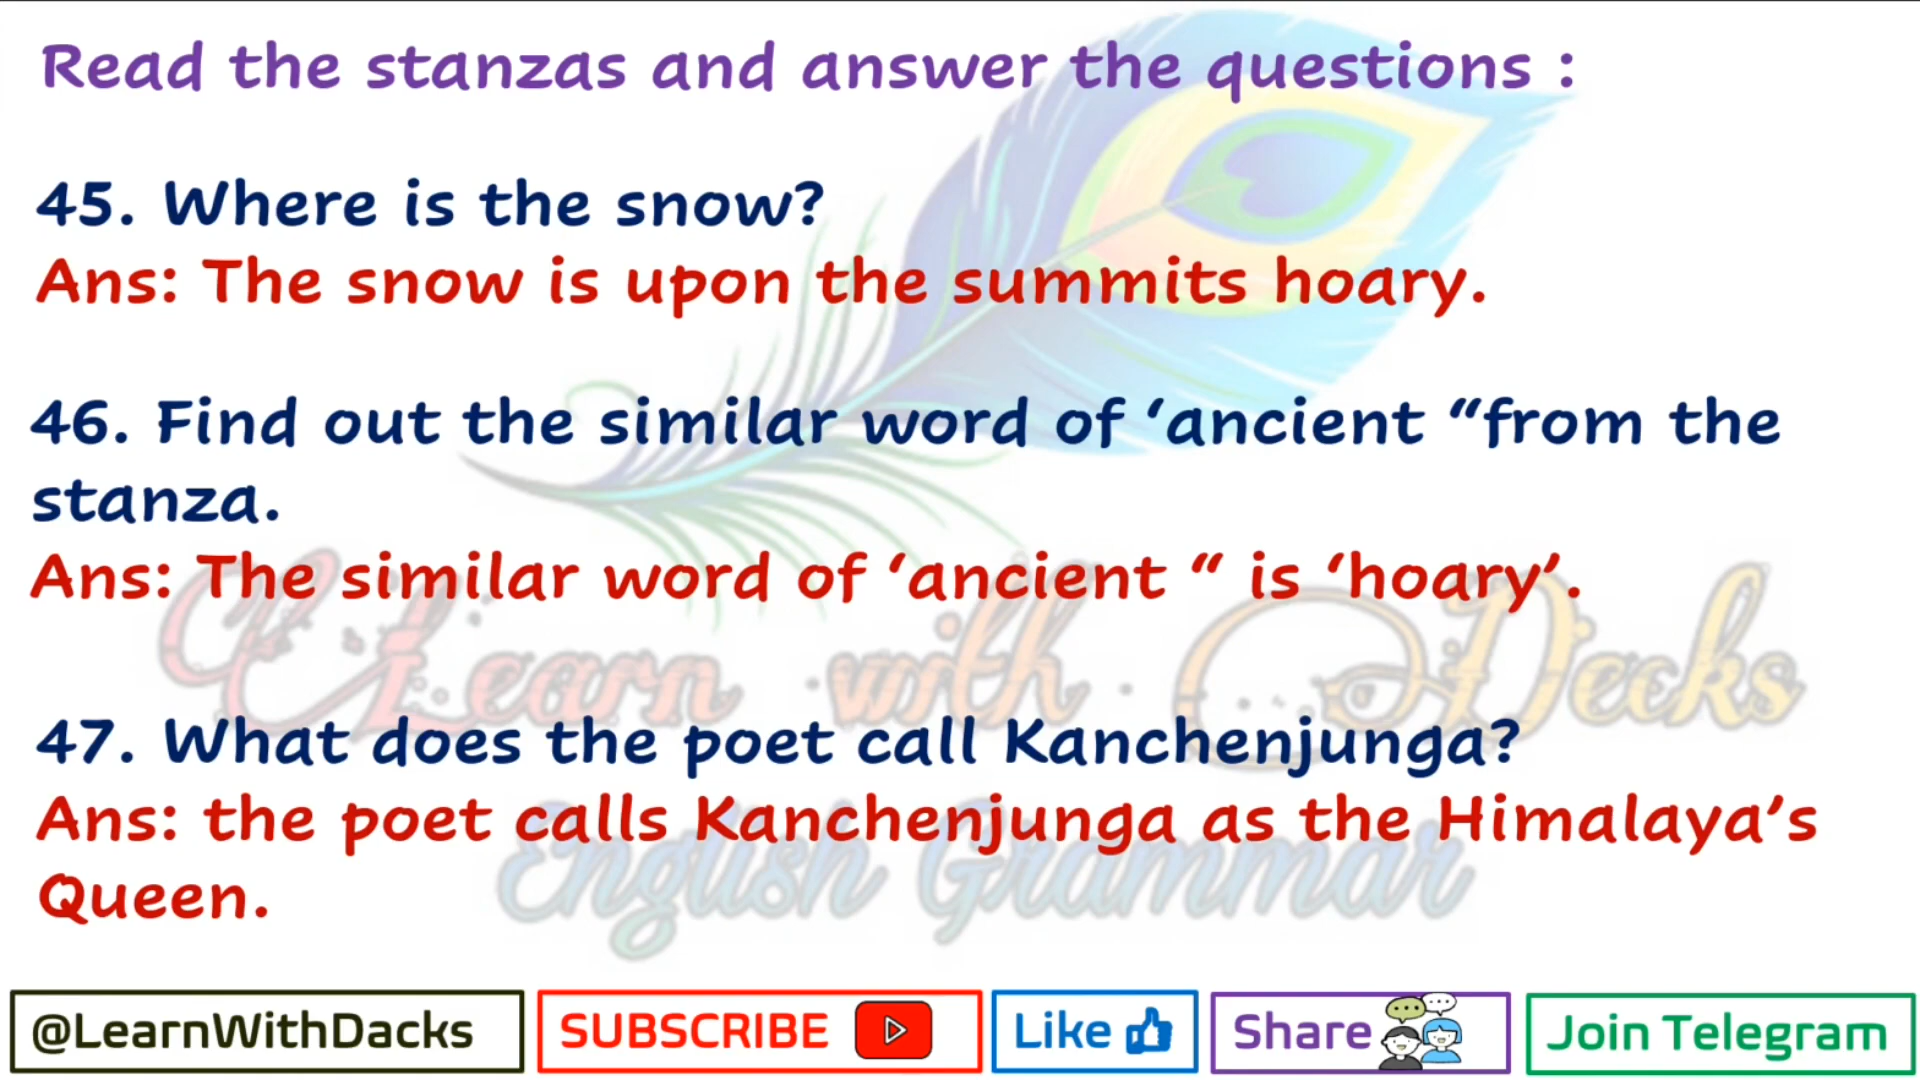 Read the stanzas and answer the questions :
45. Where is the snow?
Ans: The snow is upon the summits hoary.
46. Find out the similar word of ‘ancient “from the
stanza.
Ans: The similar word of ‘ancient “ is ‘hoary’.
Learn with Decks
47. What does the poet call Kanchenjunga?
Ans: the poet calls Kanchenjunga as the Himalaya’s
Queen.
English Grammar
@LearnWithDacks
SUBSCRIBE
Like
Share
Join Telegram